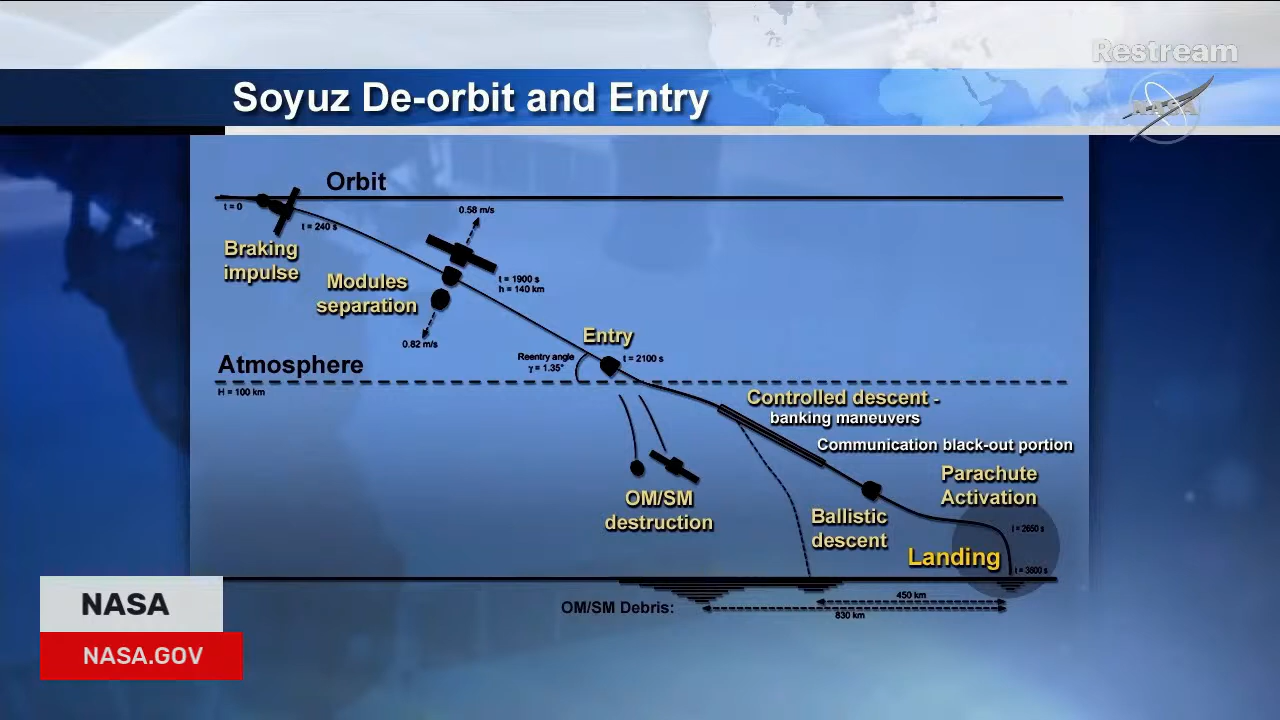 Restream
NASA
Soyuz De-orbit and Entry
Orbit
t = 0
t = 240 s
Braking
impulse
0.58 m/s
Modules
separation
t = 1900 s
h = 140 km
0.82 m/s
Entry
Reentry angle
γ = 1.35°
t = 2100 s
Atmosphere
H = 100 km
Controlled descent -
banking maneuvers
Communication black-out portion
Parachute
Activation
OM/SM
destruction
Ballistic
descent
t = 2650 s
Landing
t = 3600 s
OM/SM Debris:
450 km
830 km
NASA
NASA.GOV